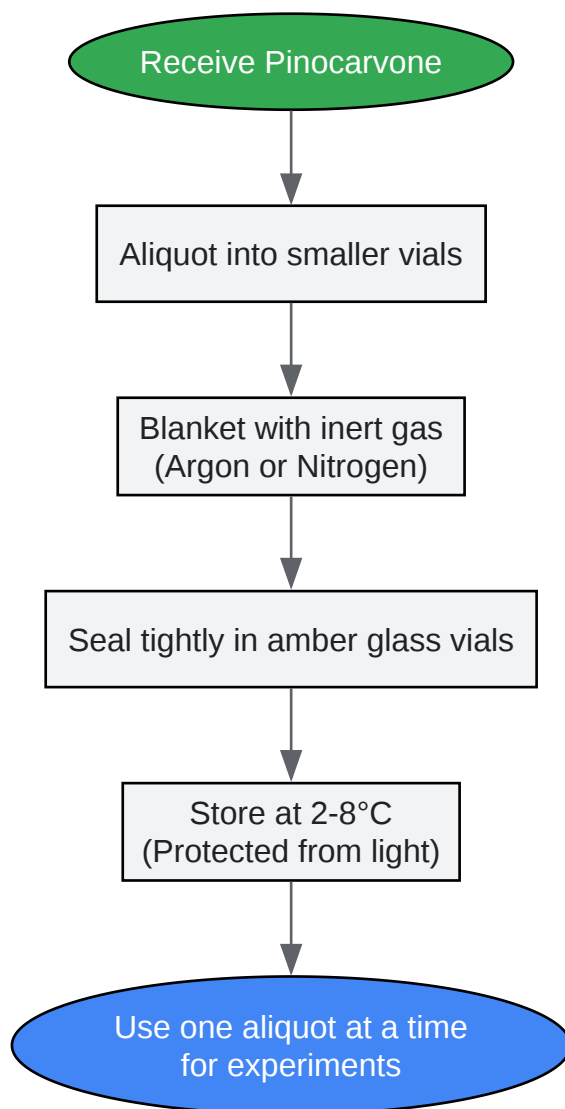 Receive Pinocarvone
Aliquot into smaller vials
Blanket with inert gas
(Argon or Nitrogen)
Seal tightly in amber glass vials
Store at 2-8°C
(Protected from light)
Use one aliquot at a time
for experiments